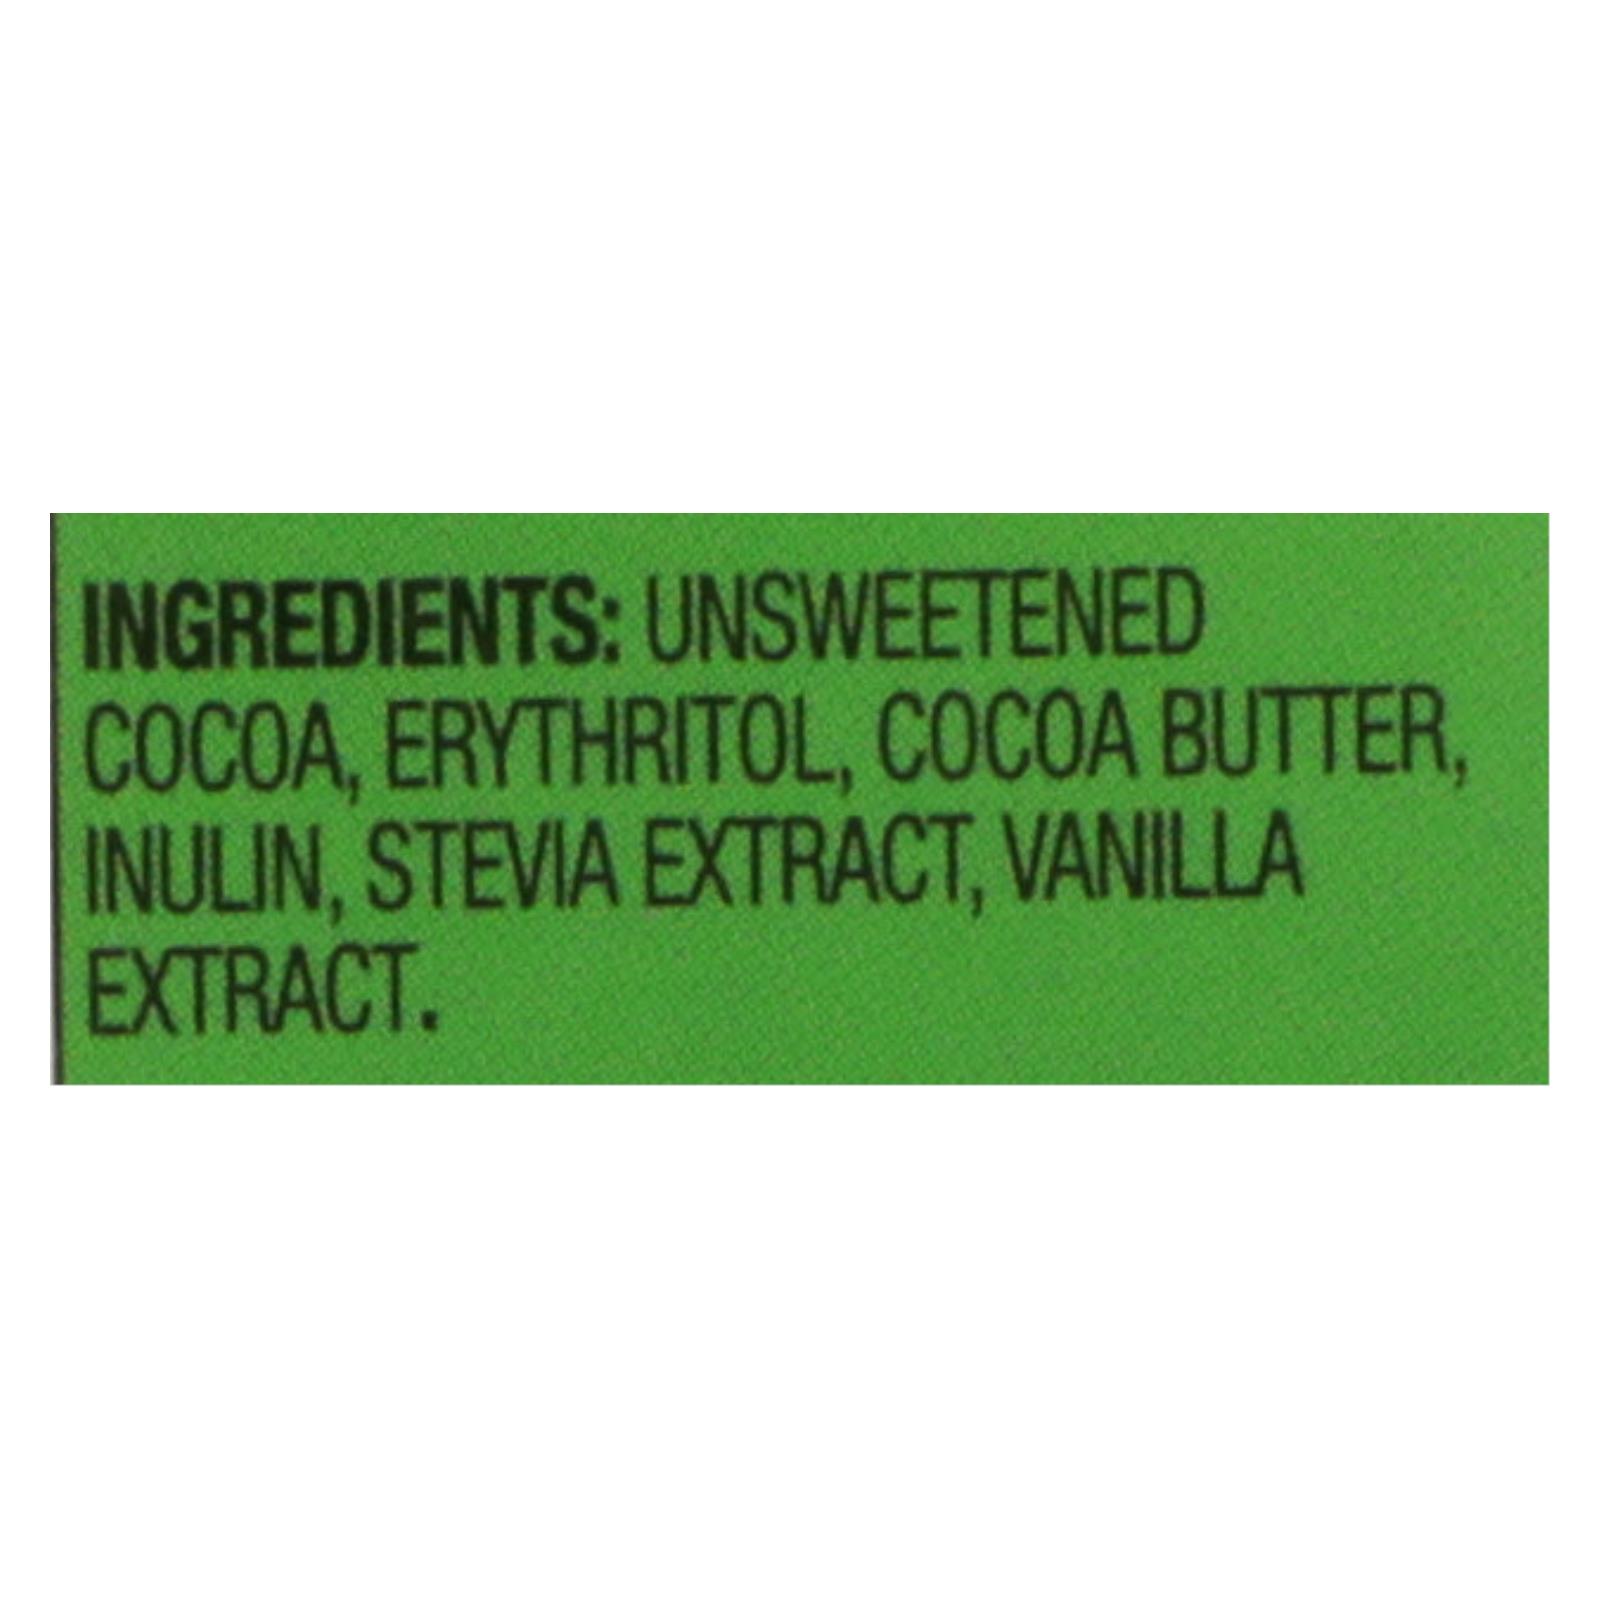 INGREDIENTS: UNSWEETENED
COCOA, ERYTHRITOL, COCOA BUTTER,
INULIN, STEVIA EXTRACT, VANILLA
EXTRACT.